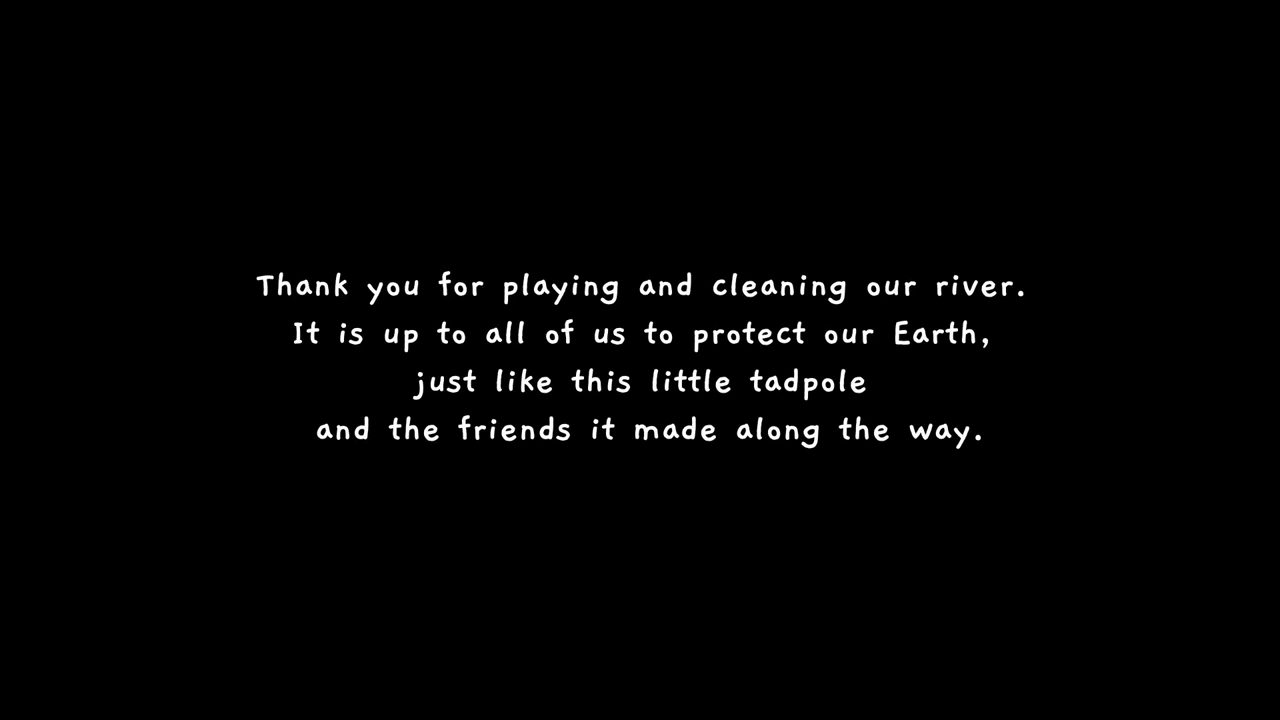 Thank you for playing and cleaning our river.
It is up to all of us to protect our Earth,
just like this little tadpole
and the friends it made along the way.